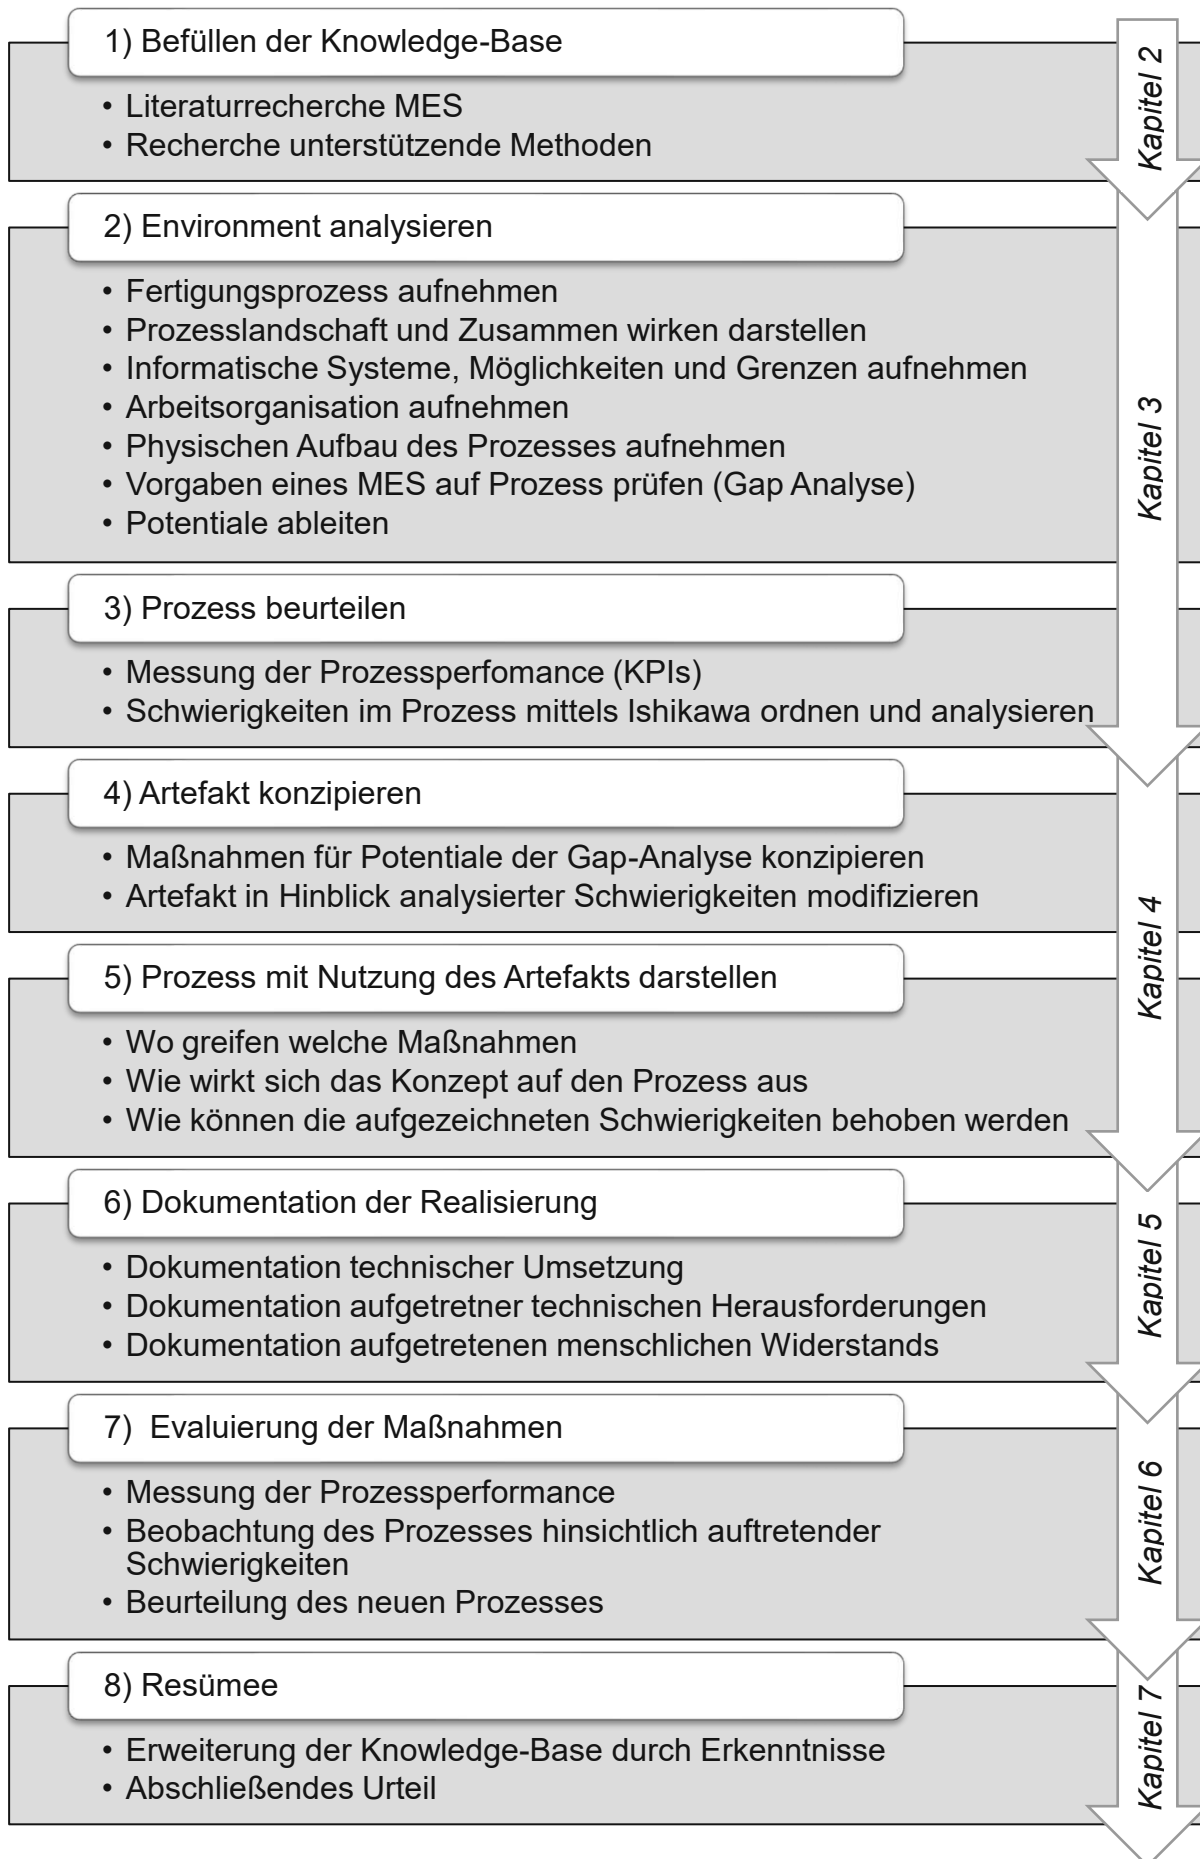 1) Befüllen der Knowledge-Base
• Literaturrecherche MES
• Recherche unterstützende Methoden
Kapitel 2
2) Environment analysieren
• Fertigungsprozess aufnehmen
• Prozesslandschaft und Zusammen wirken darstellen
• Informatische Systeme, Möglichkeiten und Grenzen aufnehmen
• Arbeitsorganisation aufnehmen
• Physischen Aufbau des Prozesses aufnehmen
• Vorgaben eines MES auf Prozess prüfen (Gap Analyse)
• Potentiale ableiten
Kapitel 3
3) Prozess beurteilen
• Messung der Prozessperfomance (KPIs)
• Schwierigkeiten im Prozess mittels Ishikawa ordnen und analysieren
4) Artefakt konzipieren
• Maßnahmen für Potentiale der Gap-Analyse konzipieren
• Artefakt in Hinblick analysierter Schwierigkeiten modifizieren
Kapitel 4
5) Prozess mit Nutzung des Artefakts darstellen
• Wo greifen welche Maßnahmen
• Wie wirkt sich das Konzept auf den Prozess aus
• Wie können die aufgezeichneten Schwierigkeiten behoben werden
6) Dokumentation der Realisierung
• Dokumentation technischer Umsetzung
• Dokumentation aufgetretner technischen Herausforderungen
• Dokumentation aufgetretenen menschlichen Widerstands
Kapitel 5
7) Evaluierung der Maßnahmen
• Messung der Prozessperformance
• Beobachtung des Prozesses hinsichtlich auftretender
Schwierigkeiten
• Beurteilung des neuen Prozesses
Kapitel 6
8) Resümee
• Erweiterung der Knowledge-Base durch Erkenntnisse
• Abschließendes Urteil
Kapitel 7